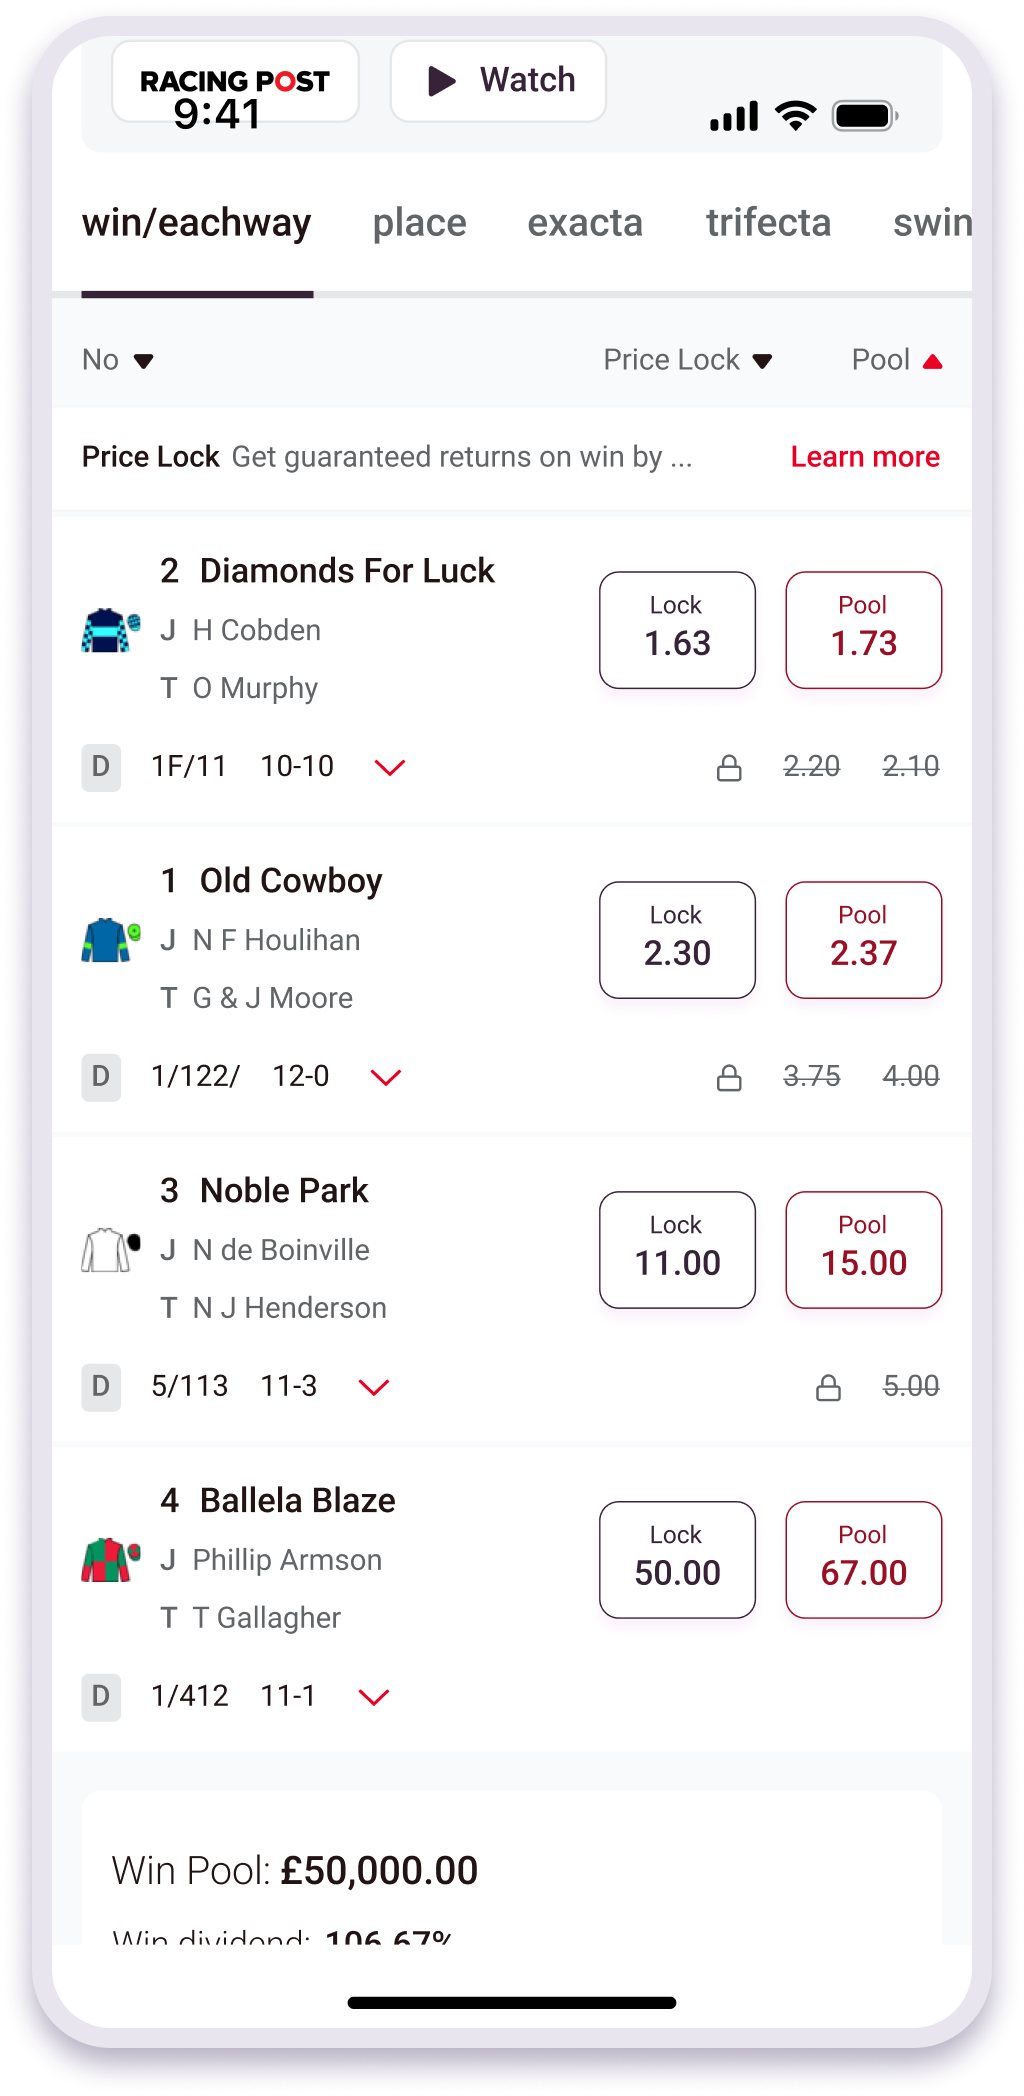 RACING POST
Watch
9:41
win/eachway place exacta trifecta swin
No Price Lock Pool
Price Lock Get guaranteed returns on win by ... Learn more
2 Diamonds For Luck
J H Cobden
T O Murphy
Lock
1.63
Pool
1.73
D 1F/11 10-10 2.20 2.10
1 Old Cowboy
J N F Houlihan
T G & J Moore
Lock
2.30
Pool
2.37
D 1/122/ 12-0 3.75 4.00
3 Noble Park
J N de Boinville
T N J Henderson
Lock
11.00
Pool
15.00
D 5/113 11-3 5.00
4 Ballela Blaze
J Phillip Armson
T T Gallagher
Lock
50.00
Pool
67.00
D 1/412 11-1
Win Pool: £50,000.00
Win dividend: 106.67%